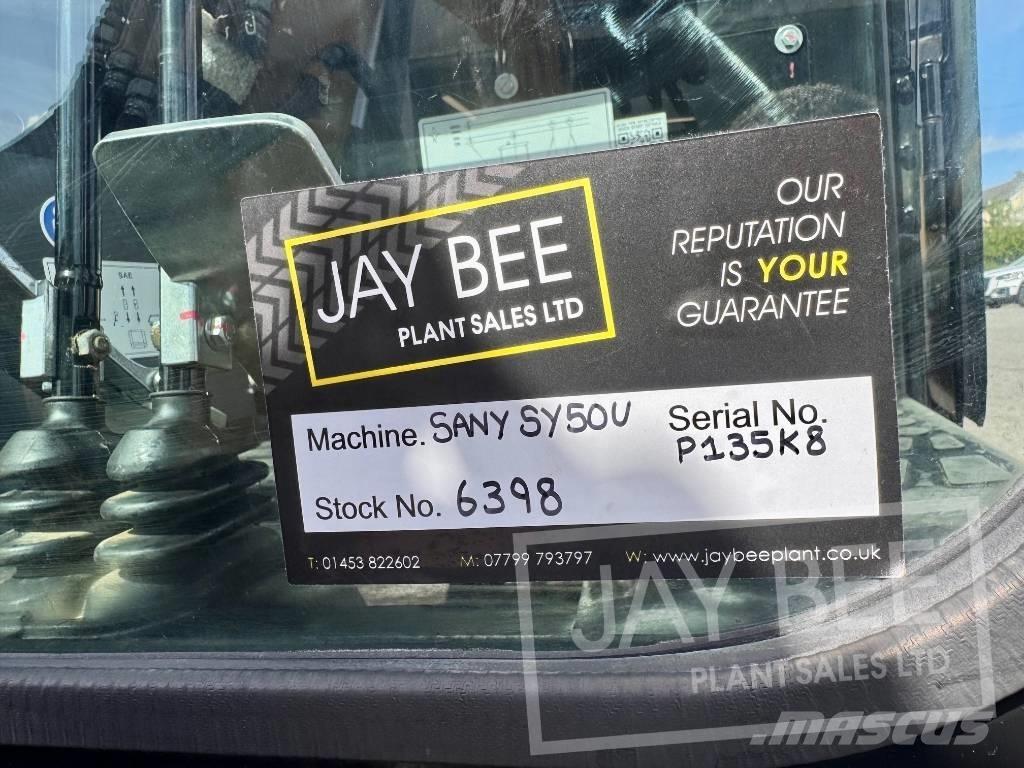 SAE
JAY BEE
PLANT SALES LTD
OUR
REPUTATION
IS YOUR
GUARANTEE
Machine. SANY SY50U
Serial No.
P135K8
Stock No. 6398
T: 01453 822602 M: 07799 793797 W: www.jaybeeplant.co.uk
JAY BEE
PLANT SALES LTD
mascus